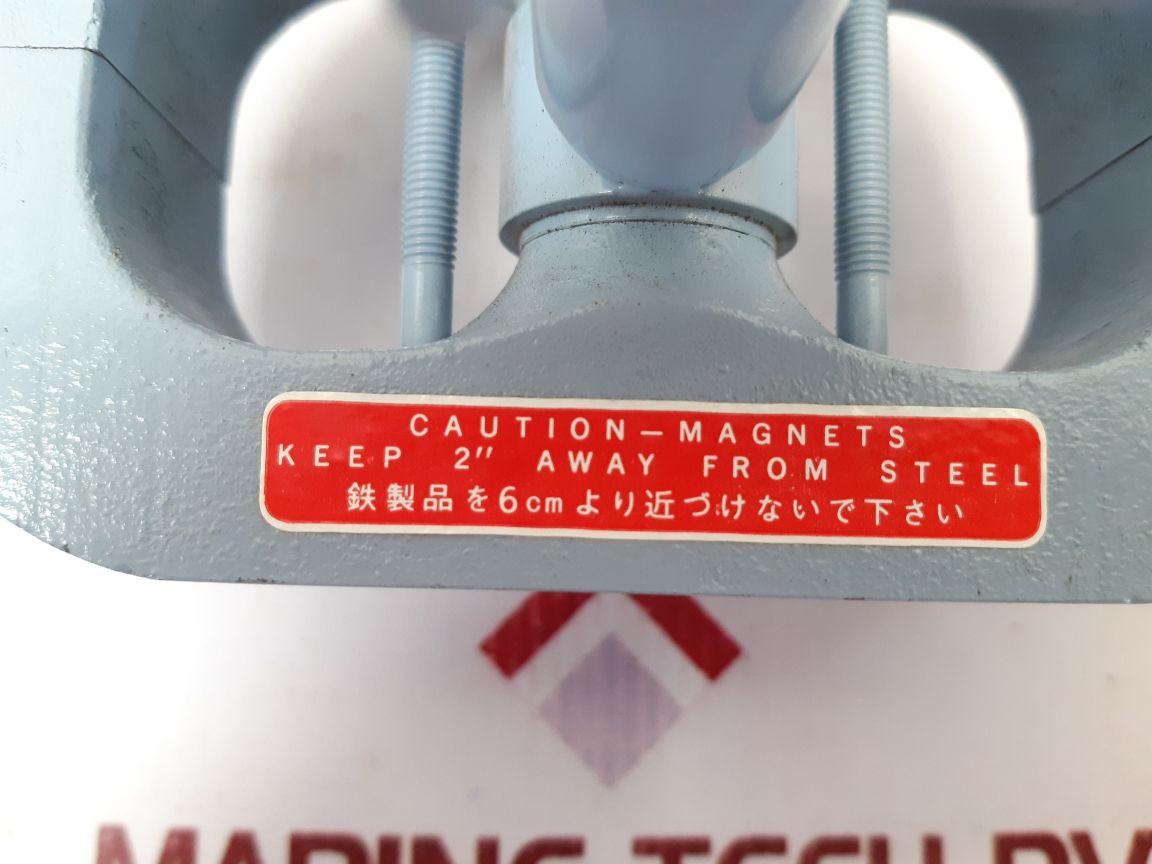 CAUTION—MAGNETS
KEEP 2" AWAY FROM STEEL
鉄製品を6cmより近づけないで下さい